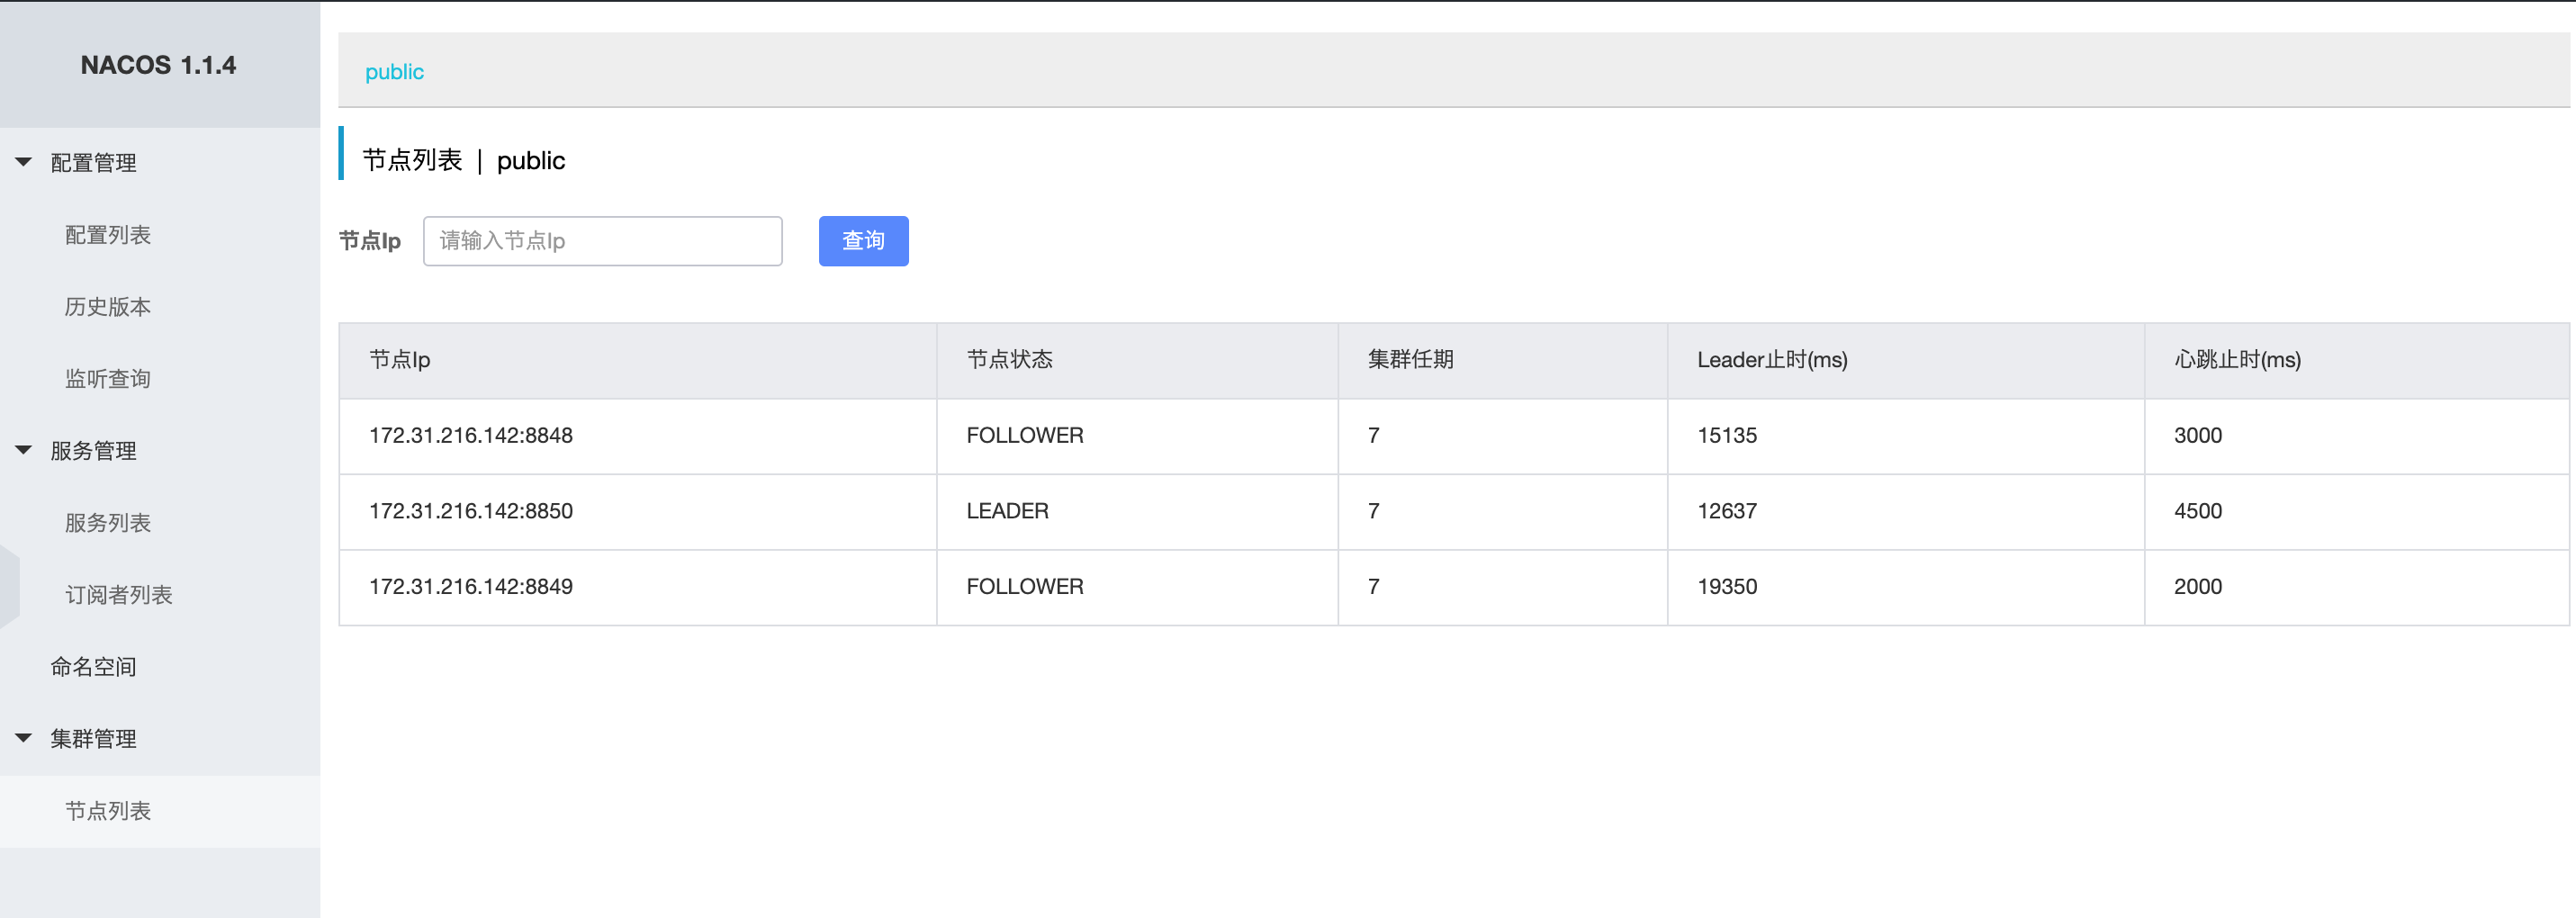 NACOS 1.1.4
配置管理
配置列表
历史版本
监听查询
服务管理
服务列表
订阅者列表
命名空间
集群管理
节点列表
public
节点列表 | public
节点Ip 请输入节点Ip 查询
节点Ip 节点状态 集群任期 Leader止时(ms) 心跳止时(ms)
172.31.216.142:8848 FOLLOWER 7 15135 3000
172.31.216.142:8850 LEADER 7 12637 4500
172.31.216.142:8849 FOLLOWER 7 19350 2000